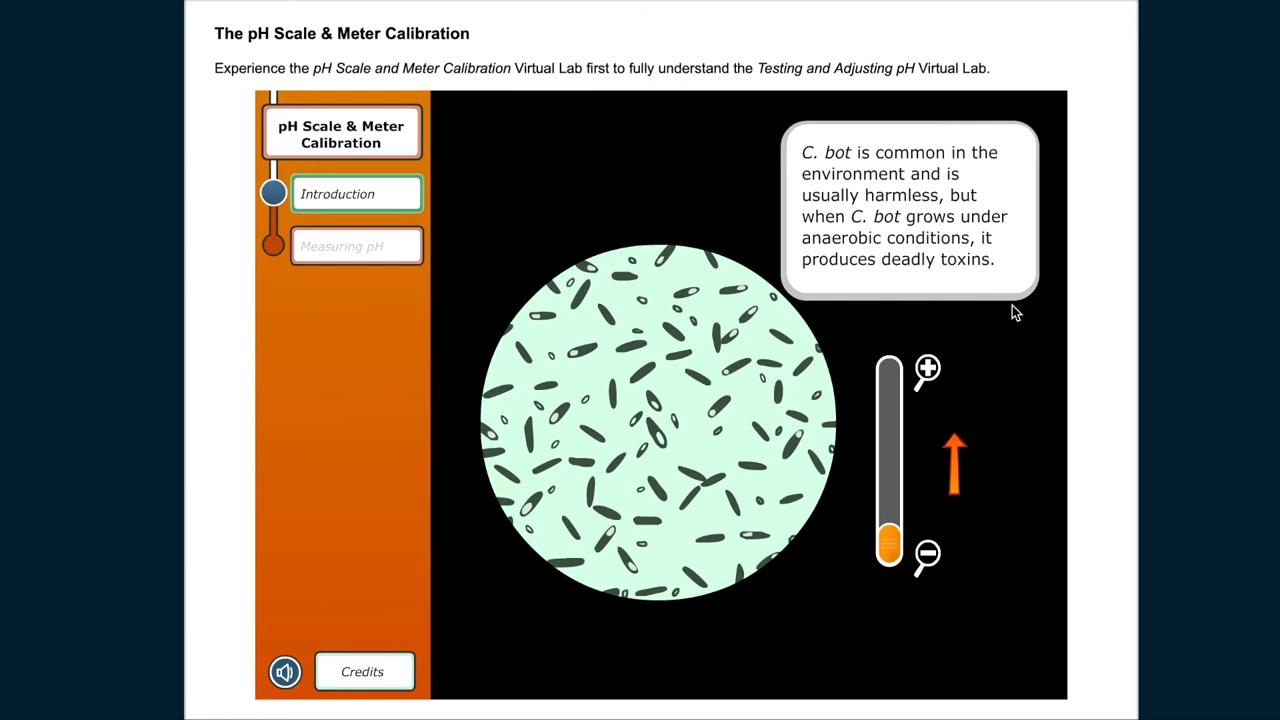 The pH Scale & Meter Calibration
Experience the pH Scale and Meter Calibration Virtual Lab first to fully understand the Testing and Adjusting pH Virtual Lab.
pH Scale & Meter
Calibration
Introduction
Measuring pH
C. bot is common in the
environment and is
usually harmless, but
when C. bot grows under
anaerobic conditions, it
produces deadly toxins.
Credits